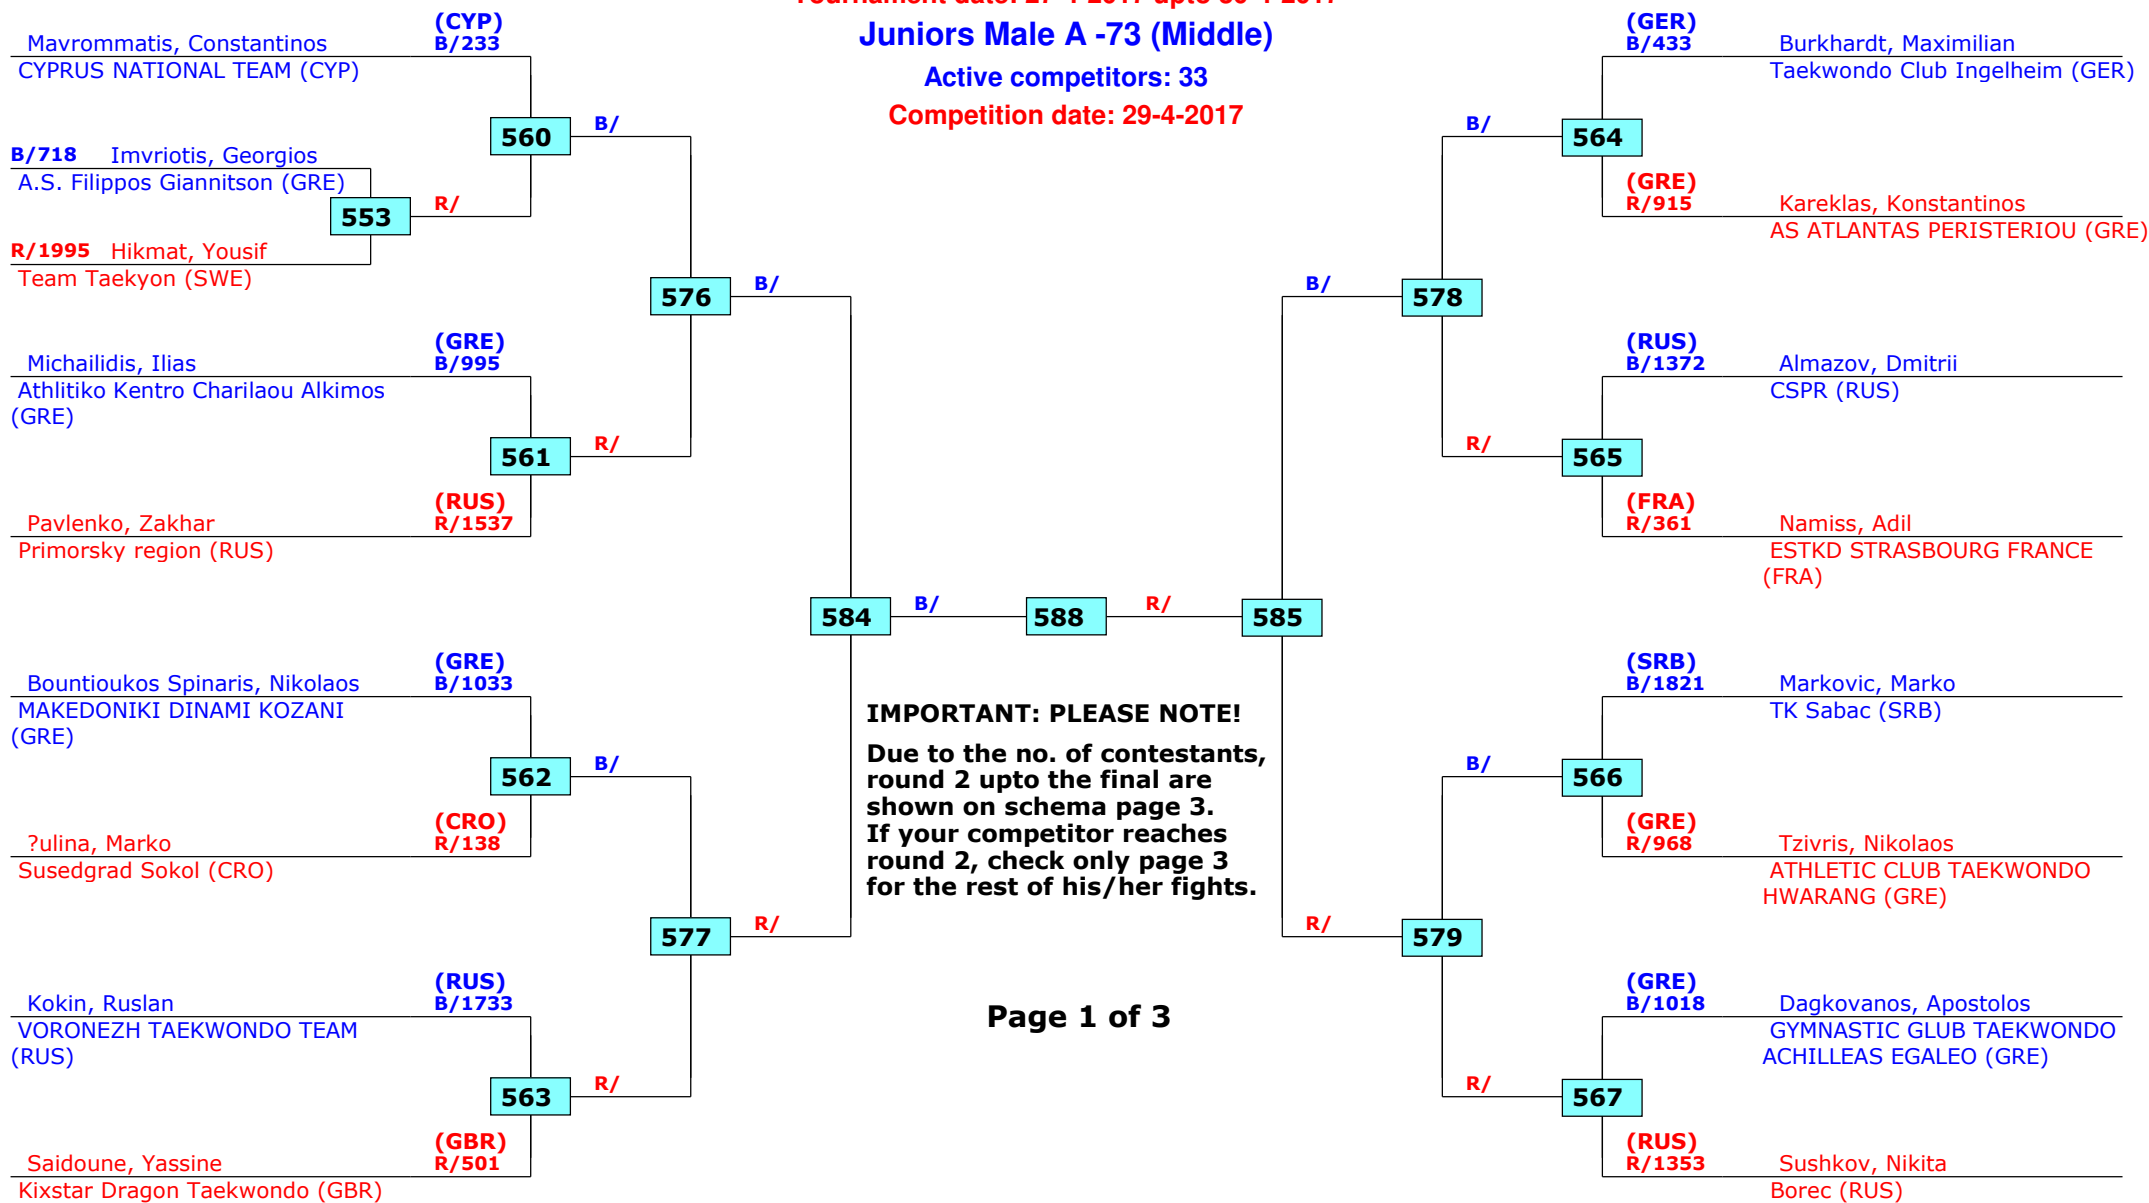 Juniors Male A -73 (Middle)
Active competitors: 33
Competition date: 29-4-2017
(CYP)
Mavrommatis, Constantinos B/233
CYPRUS NATIONAL TEAM (CYP)
560 B/
B/718 Imvriotis, Georgios
A.S. Filippos Giannitson (GRE)
553 R/
R/1995 Hikmat, Yousif
Team Taekyon (SWE)
576 B/
(GRE)
Michailidis, Ilias B/995
Athlitiko Kentro Charilaou Alkimos
(GRE)
561 R/
(RUS)
Pavlenko, Zakhar R/1537
Primorsky region (RUS)
584 B/ 588 R/ 585
(GRE)
Bountioukos Spinaris, Nikolaos B/1033
MAKEDONIKI DINAMI KOZANI
(GRE)
562 B/
(CRO)
?ulina, Marko R/138
Susedgrad Sokol (CRO)
577 R/
(RUS)
Kokin, Ruslan B/1733
VORONEZH TAEKWONDO TEAM
(RUS)
563 R/
(GBR)
Saidoune, Yassine R/501
Kixstar Dragon Taekwondo (GBR)
IMPORTANT: PLEASE NOTE!
Due to the no. of contestants,
round 2 upto the final are
shown on schema page 3.
If your competitor reaches
round 2, check only page 3
for the rest of his/her fights.
Page 1 of 3
(GER)
B/433 Burkhardt, Maximilian
Taekwondo Club Ingelheim (GER)
B/ 564
(GRE)
R/915 Kareklas, Konstantinos
AS ATLANTAS PERISTERIOU (GRE)
B/ 578
(RUS)
B/1372 Almazov, Dmitrii
CSPR (RUS)
R/ 565
(FRA)
R/361 Namiss, Adil
ESTKD STRASBOURG FRANCE
(FRA)
(SRB)
B/1821 Markovic, Marko
TK Sabac (SRB)
B/ 566
(GRE)
R/968 Tzivris, Nikolaos
ATHLETIC CLUB TAEKWONDO
HWARANG (GRE)
R/ 579
(GRE)
B/1018 Dagkovanos, Apostolos
GYMNASTIC GLUB TAEKWONDO
ACHILLEAS EGALEO (GRE)
R/ 567
(RUS)
R/1353 Sushkov, Nikita
Borec (RUS)